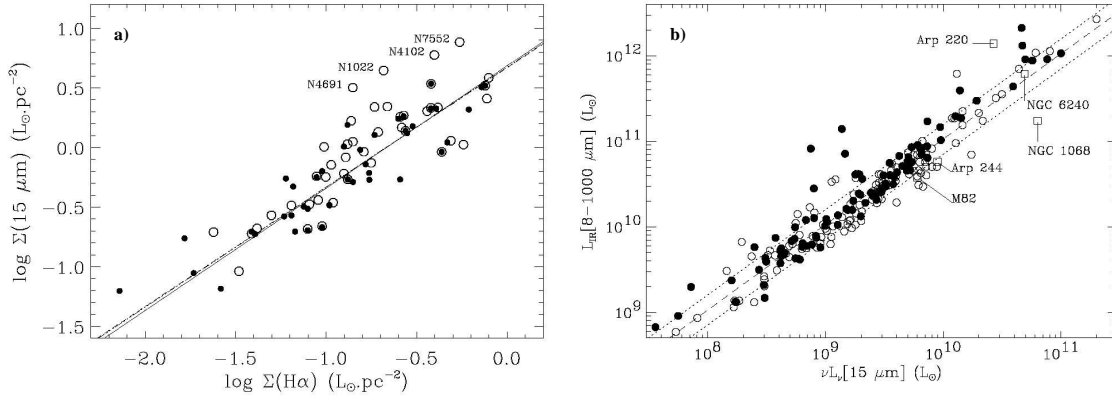 a)
N7552
N4102
N1022
N4691
1.0
0.5
0.0
−0.5
−1.0
−1.5
log Σ(15 μm) (L⊙.pc⁻²)
−2.0 −1.5 −1.0 −0.5 0.0
log Σ(Hα) (L⊙.pc⁻²)
b)
Arp 220
NGC 6240
NGC 1068
Arp 244
M82
10¹²
10¹¹
10¹⁰
10⁹
L_IR[8−1000 μm] (L⊙)
10⁸ 10⁹ 10¹⁰ 10¹¹
νLν[15 μm] (L⊙)